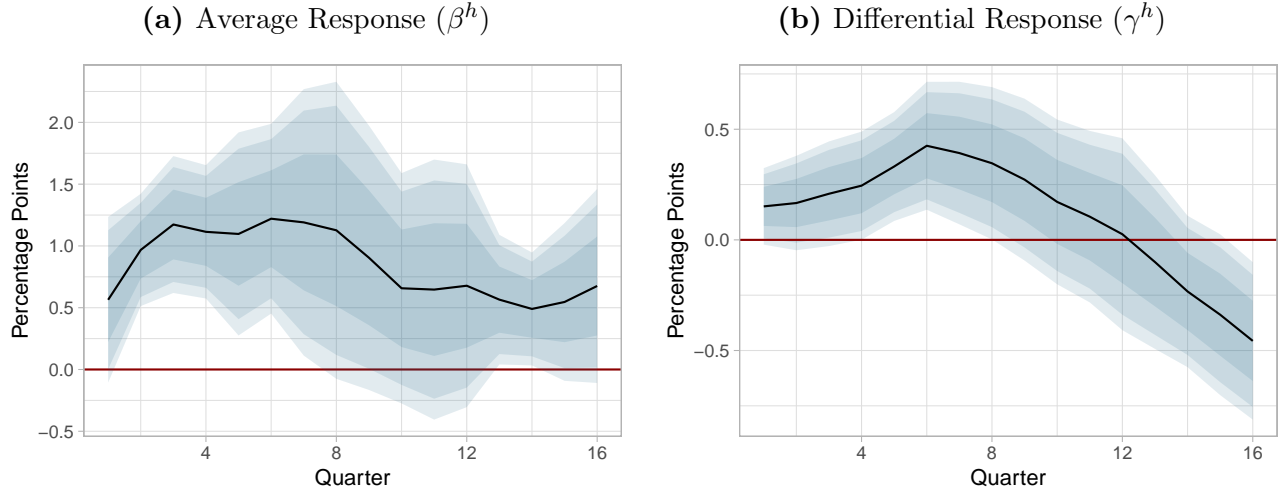 (a) Average Response (β^h)
Percentage Points
2.0
1.5
1.0
0.5
0.0
−0.5
4
8
12
16
Quarter
(b) Differential Response (γ^h)
Percentage Points
0.5
0.0
−0.5
4
8
12
16
Quarter